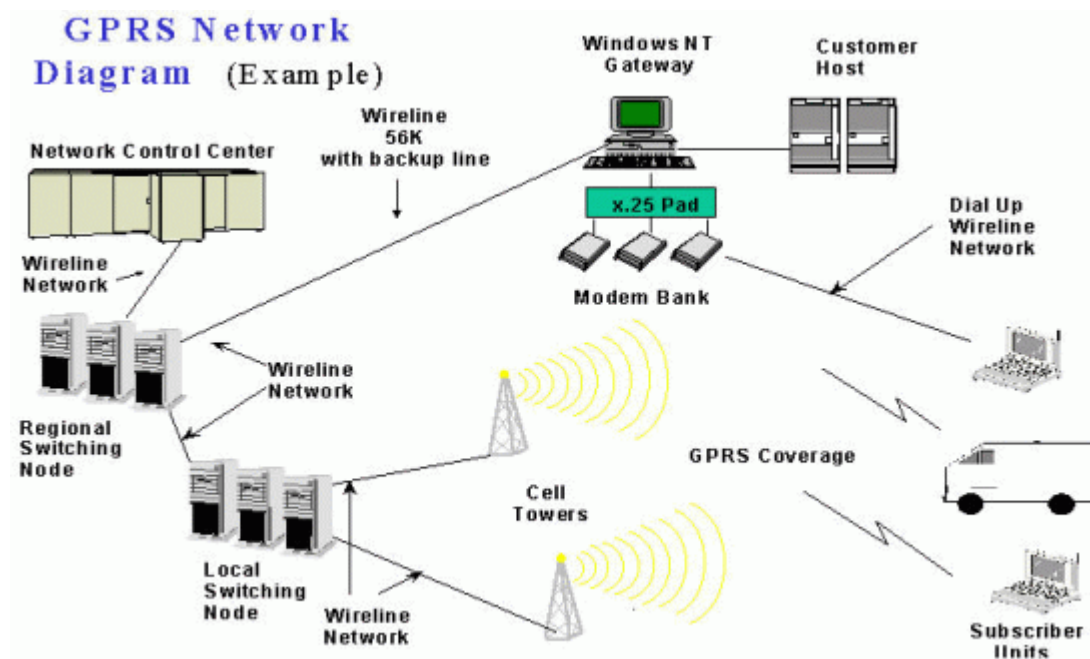 GPRS Network
Diagram (Example)
Windows NT
Gateway
Customer
Host
Wireline
56K
with backup line
Network Control Center
x.25 Pad
Dial Up
Wireline
Network
Wireline
Network
Modem Bank
Wireline
Network
Regional
Switching
Node
GPRS Coverage
Cell
Towers
Local
Switching
Node
Wireline
Network
Subscriber
Units